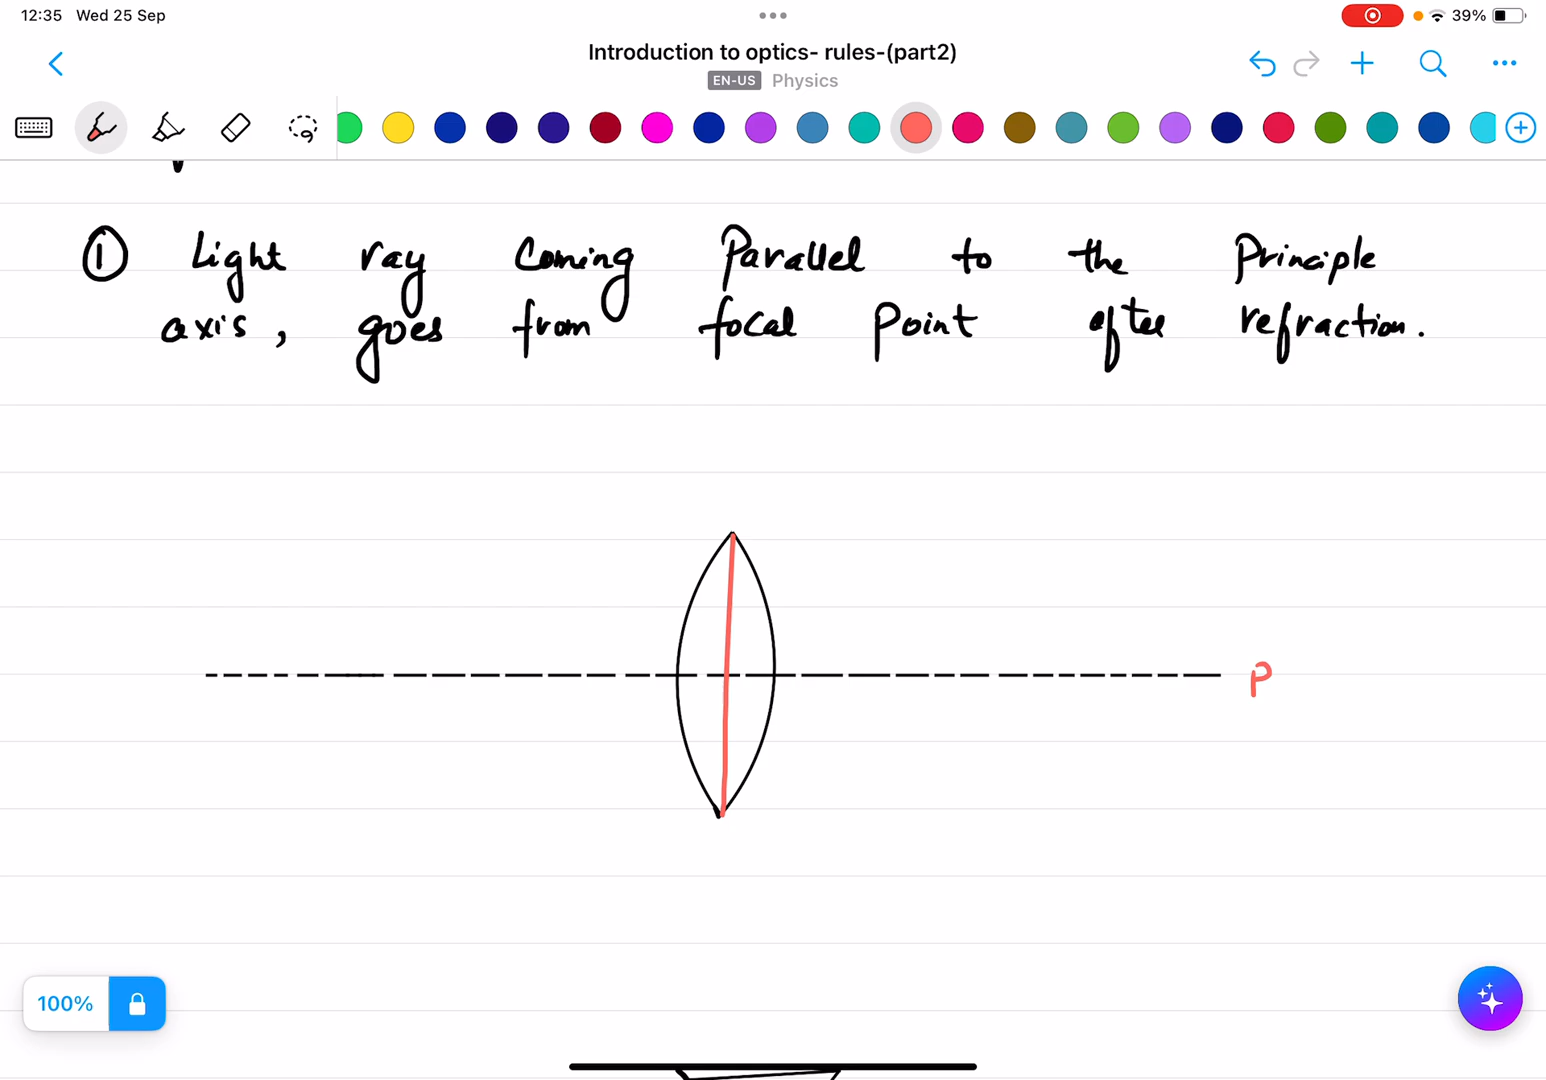 12:35 Wed 25 Sep
39%
Introduction to optics- rules-(part2)
EN-US Physics
① Light ray coming Parallel to the Principle
axis, goes from focal Point after refraction.
P
100%